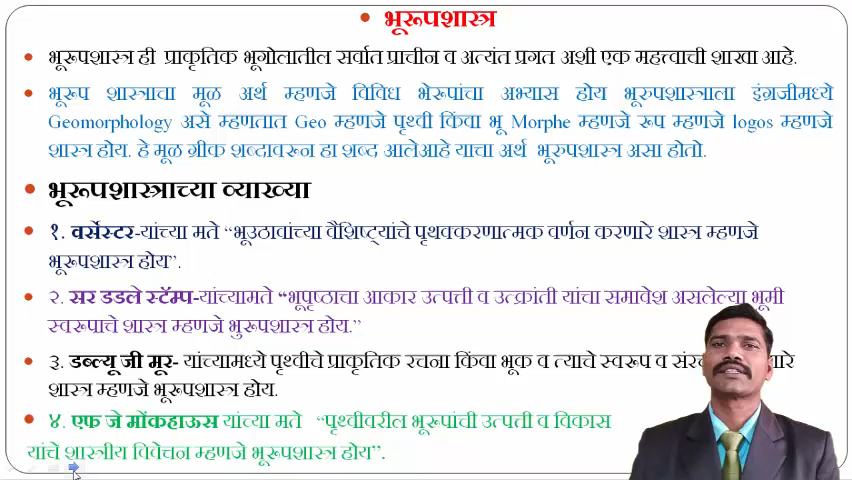 भूरूपशास्त्र
भूरूपशास्त्र ही प्राकृतिक भूगोलातील सर्वात प्राचीन व अत्यंत प्रगत अशी एक महत्त्वाची शाखा आहे.
भूरूप शास्त्राचा मूळ अर्थ म्हणजे विविध भेरूपांचा अभ्यास होय भूरुपशास्त्राला इंग्रजीमध्ये
Geomorphology असे म्हणतात Geo म्हणजे पृथ्वी किंवा भू Morphe म्हणजे रूप म्हणजे logos म्हणजे
शास्त्र होय. हे मूळ ग्रीक शब्दावरून हा शब्द आलेआहे याचा अर्थ भूरुपशास्त्र असा होतो.
भूरूपशास्त्राच्या व्याख्या
१. वर्सेस्टर-यांच्या मते “भूउठावांच्या वैशिष्ट्यांचे पृथक्करणात्मक वर्णन करणारे शास्त्र म्हणजे
भूरूपशास्त्र होय”.
२. सर डडले स्टॅम्प-यांच्यामते “भूपृष्ठाचा आकार उत्पत्ती व उत्क्रांती यांचा समावेश असलेल्या भूमी
स्वरूपाचे शास्त्र म्हणजे भुरूपशास्त्र होय.”
३. डब्ल्यू जी मूर- यांच्यामध्ये पृथ्वीचे प्राकृतिक रचना किंवा भूक व त्याचे स्वरूप व
शास्त्र म्हणजे भूरूपशास्त्र होय.
४. एफ जे मोंकहाऊस यांच्या मते “पृथ्वीवरील भूरूपांची उत्पत्ती व विकास
यांचे शास्त्रीय विवेचन म्हणजे भूरूपशास्त्र होय”.